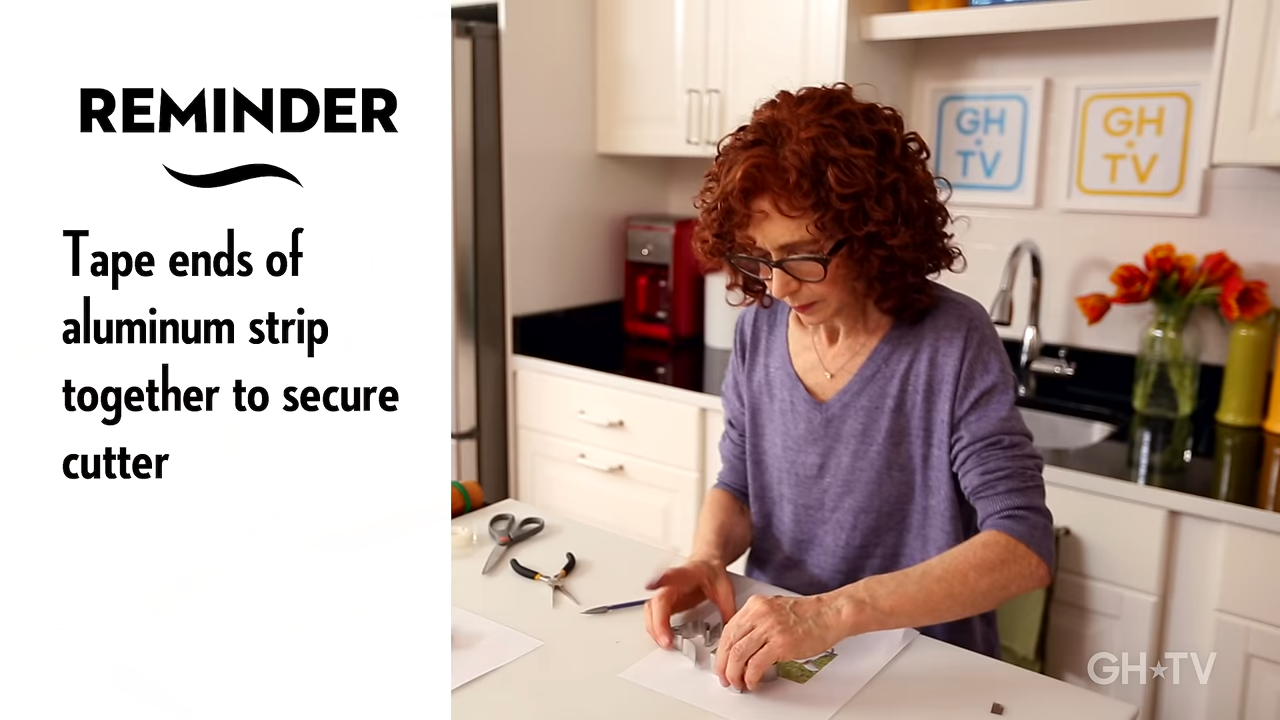 REMINDER
Tape ends of
aluminum strip
together to secure
cutter
GH
TV
GH
TV
GH★TV